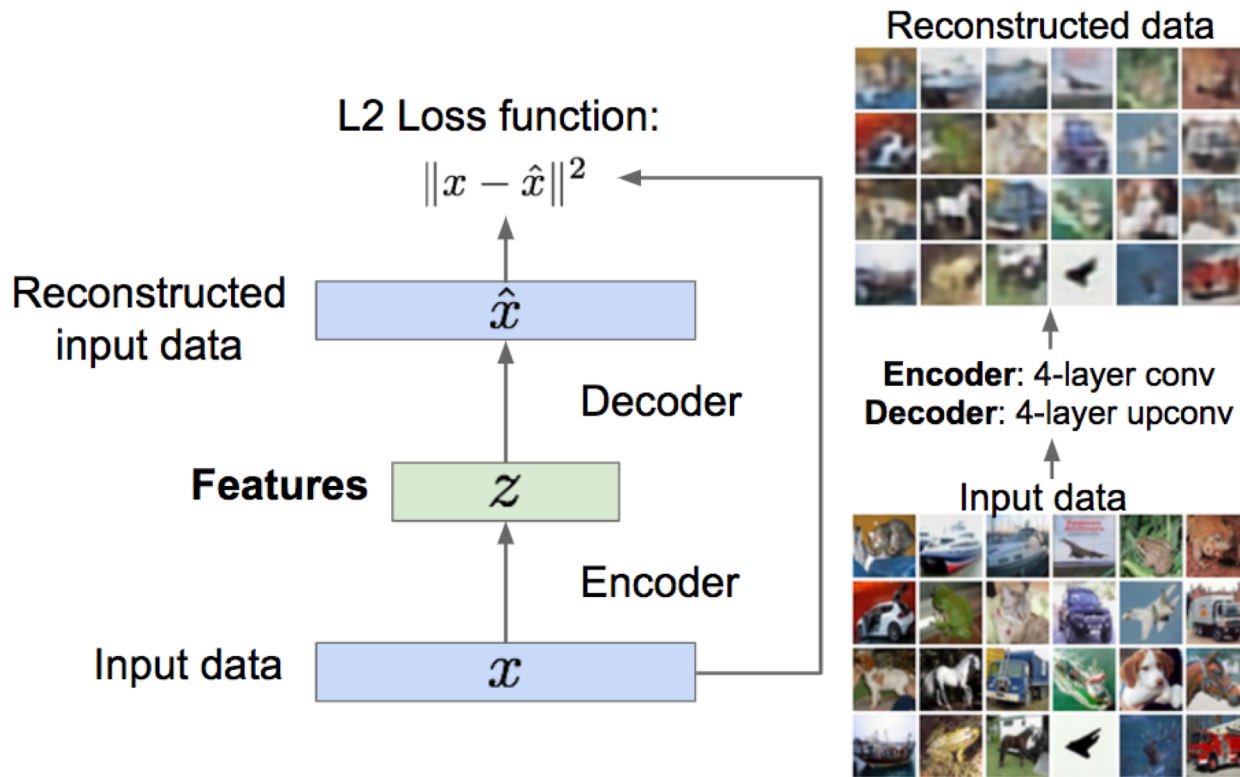 Reconstructed data
L2 Loss function:
‖x − x̂‖²
Reconstructed
input data
x̂
Decoder
Features
z
Encoder
Input data
x
Encoder: 4-layer conv
Decoder: 4-layer upconv
Input data